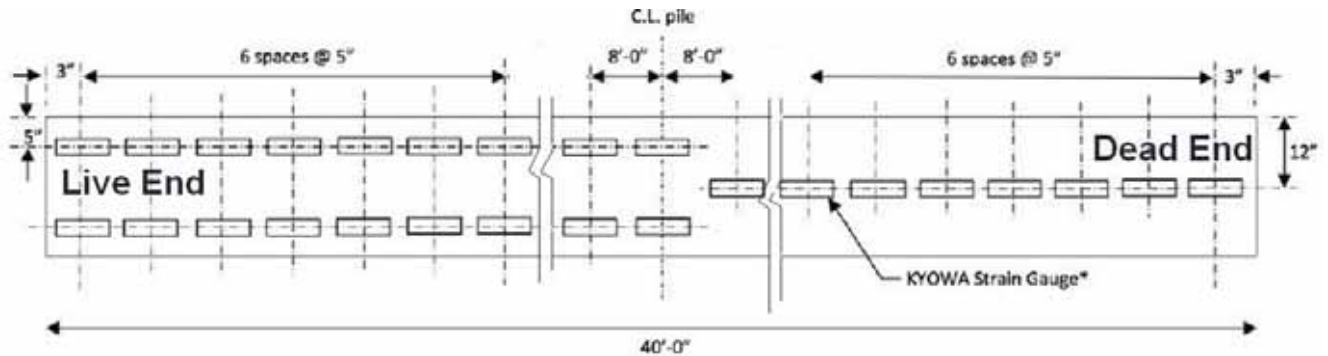 C.L. pile
3” 6 spaces @ 5” 8’-0” 8’-0” 6 spaces @ 5” 3”
5” Live End Dead End 12”
KYOWA Strain Gauge*
40’-0”